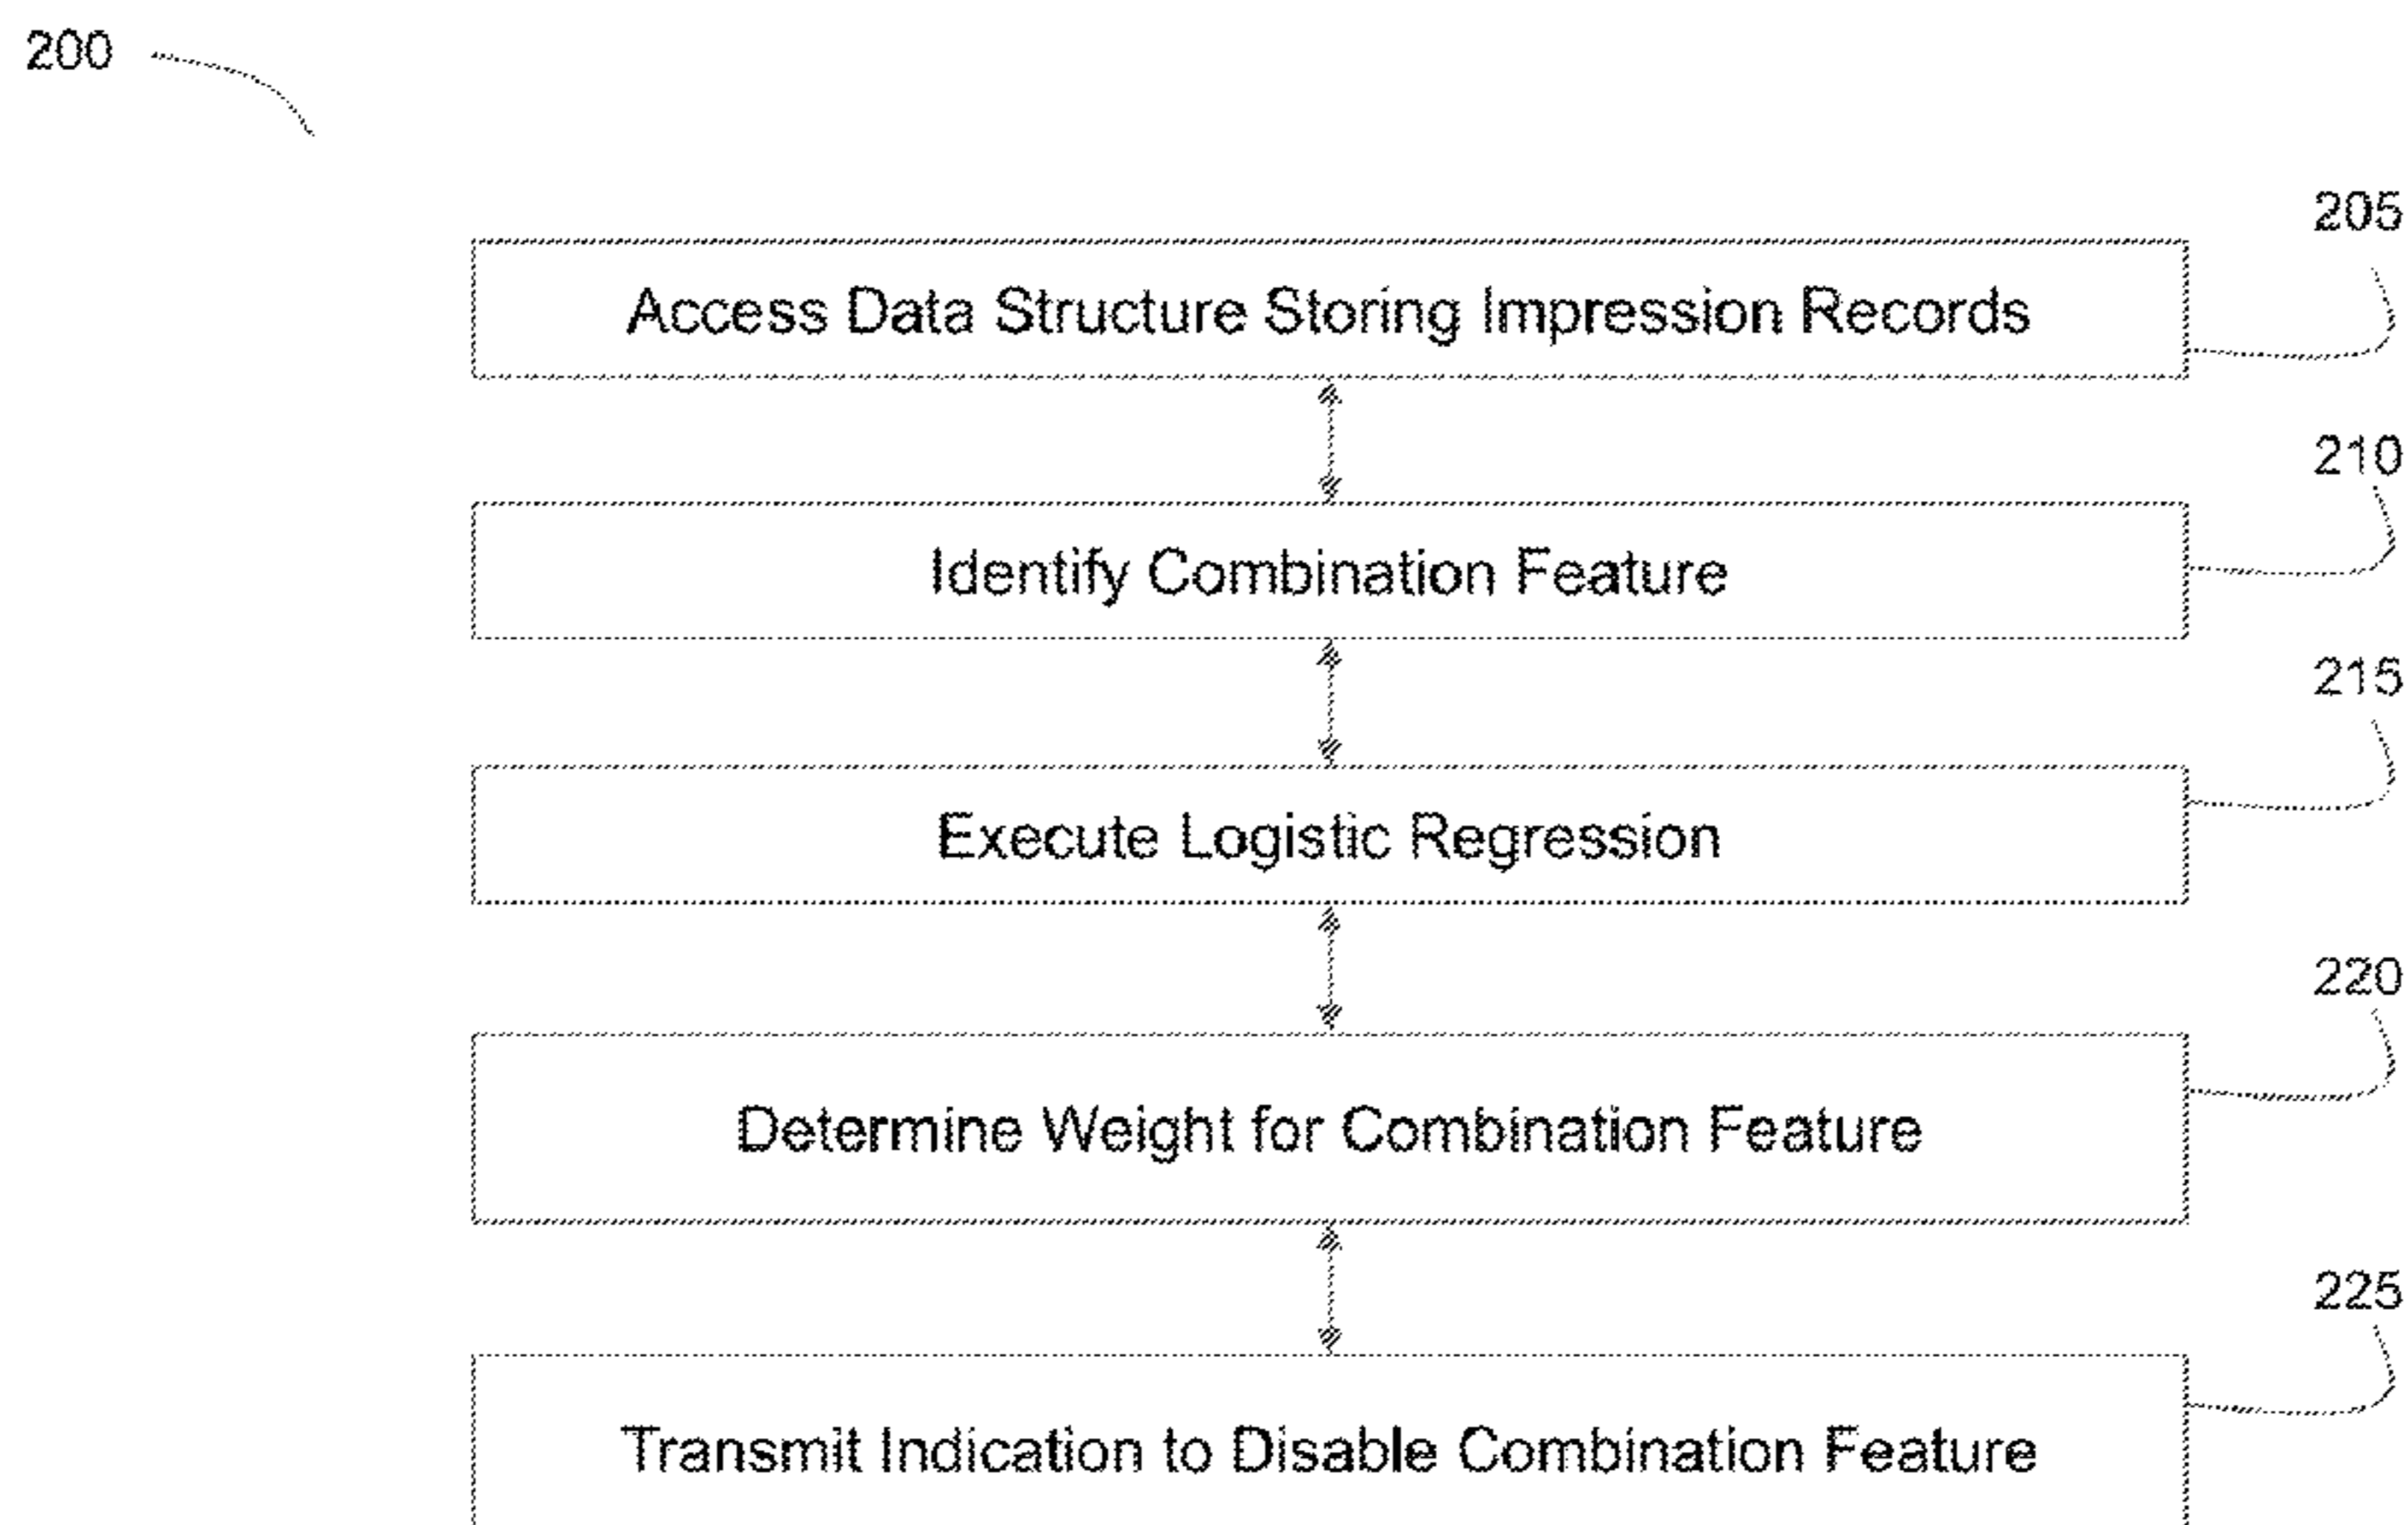 200
205
Access Data Structure Storing Impression Records
210
Identify Combination Feature
215
Execute Logistic Regression
220
Determine Weight for Combination Feature
225
Transmit Indication to Disable Combination Feature